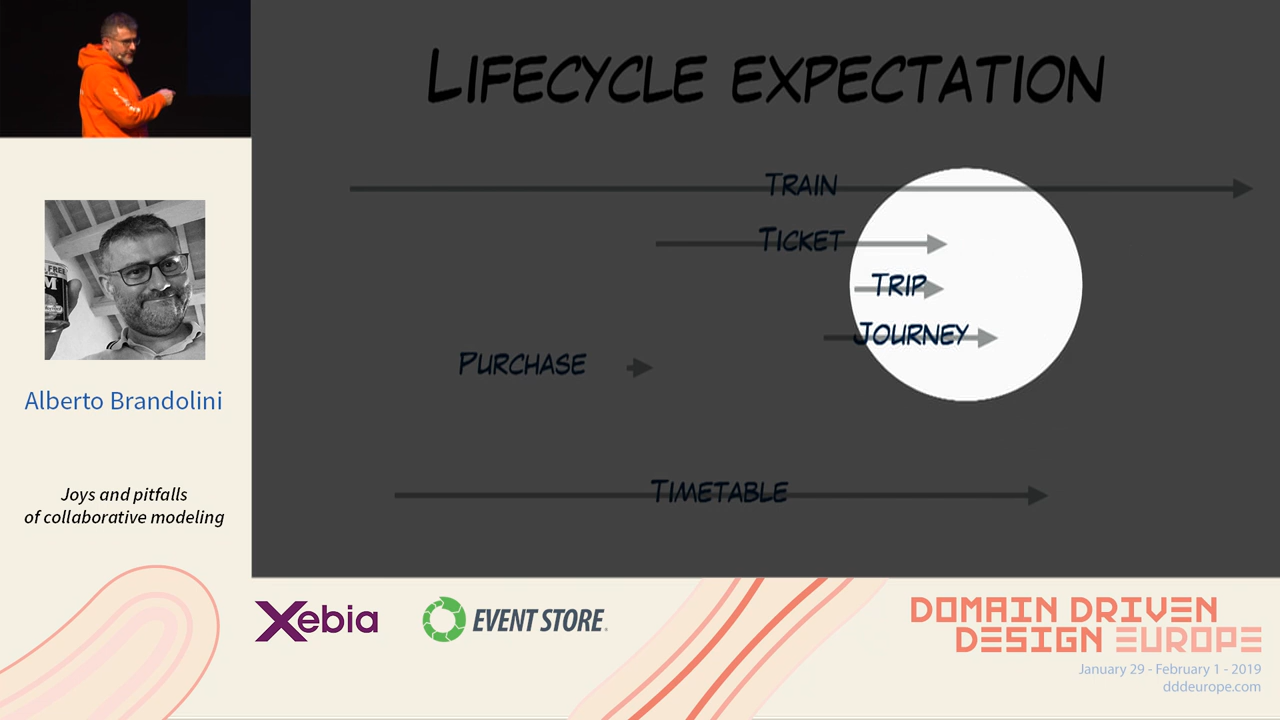 LIFECYCLE EXPECTATION
TRAIN
TICKET
TRIP
JOURNEY
PURCHASE
TIMETABLE
Alberto Brandolini
Joys and pitfalls
of collaborative modeling
Xebia
EVENT STORE
DOMAIN DRIVEN
DESIGN EUROPE
January 29 - February 1 - 2019
dddeurope.com